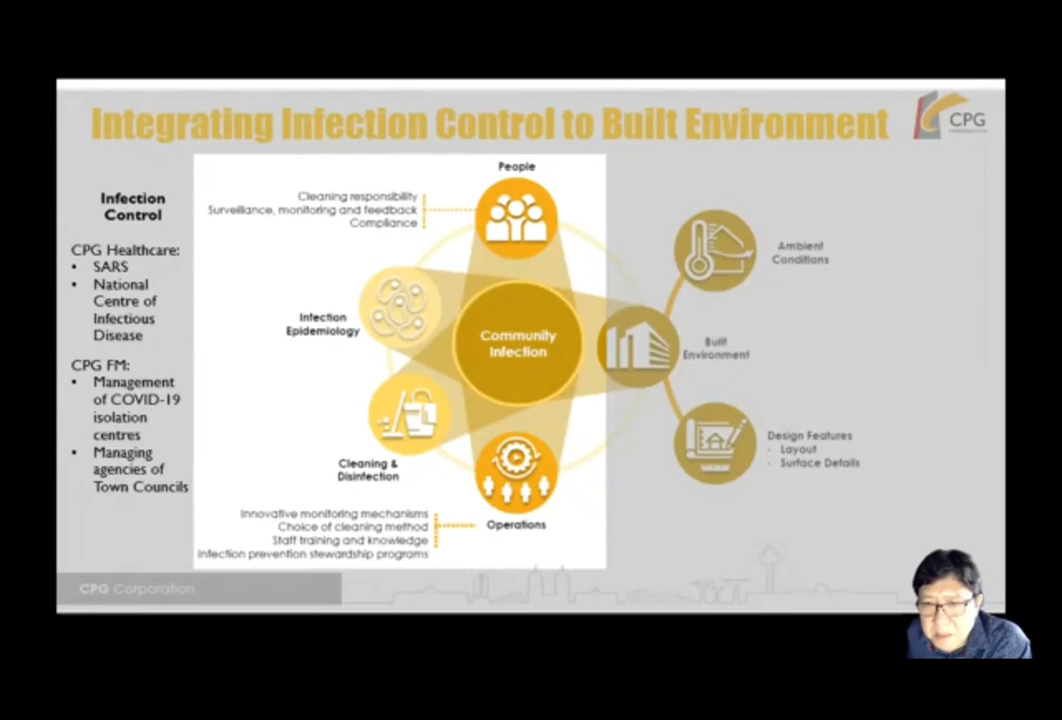 Integrating Infection Control to Built Environment
CPG
CORPORATION
Infection
Control
CPG Healthcare:
• SARS
• National
Centre of
Infectious
Disease
CPG FM:
• Management
of COVID-19
isolation
centres
• Managing
agencies of
Town Councils
People
Cleaning responsibility
Surveillance, monitoring and feedback
Compliance
Infection
Epidemiology
Community
Infection
Cleaning &
Disinfection
Innovative monitoring mechanisms
Choice of cleaning method
Staff training and knowledge
Infection prevention stewardship programs
Operations
Ambient
Conditions
Built
Environment
Design Features
- Layout
- Surface Details
CPG Corporation